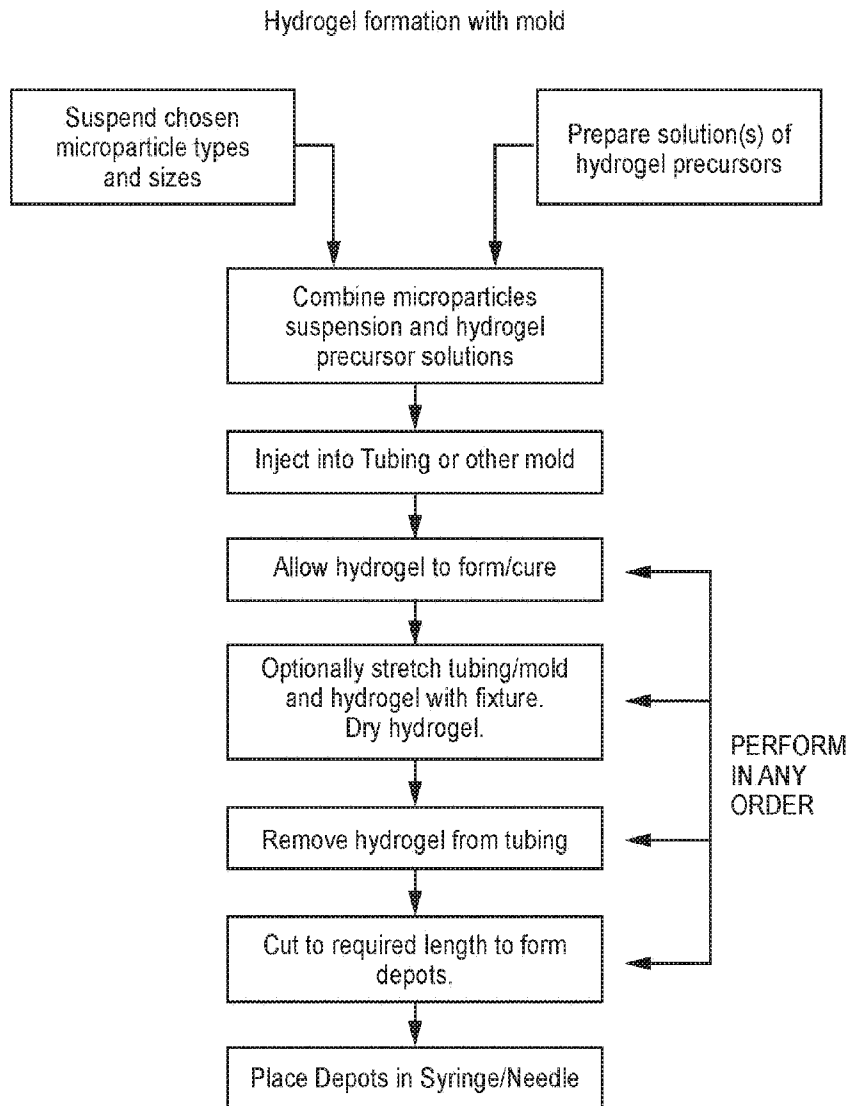 Hydrogel formation with mold
Suspend chosen
microparticle types
and sizes
Prepare solution(s) of
hydrogel precursors
Combine microparticles
suspension and hydrogel
precursor solutions
Inject into Tubing or other mold
Allow hydrogel to form/cure
Optionally stretch tubing/mold
and hydrogel with fixture.
Dry hydrogel.
PERFORM
IN ANY
ORDER
Remove hydrogel from tubing
Cut to required length to form
depots.
Place Depots in Syringe/Needle